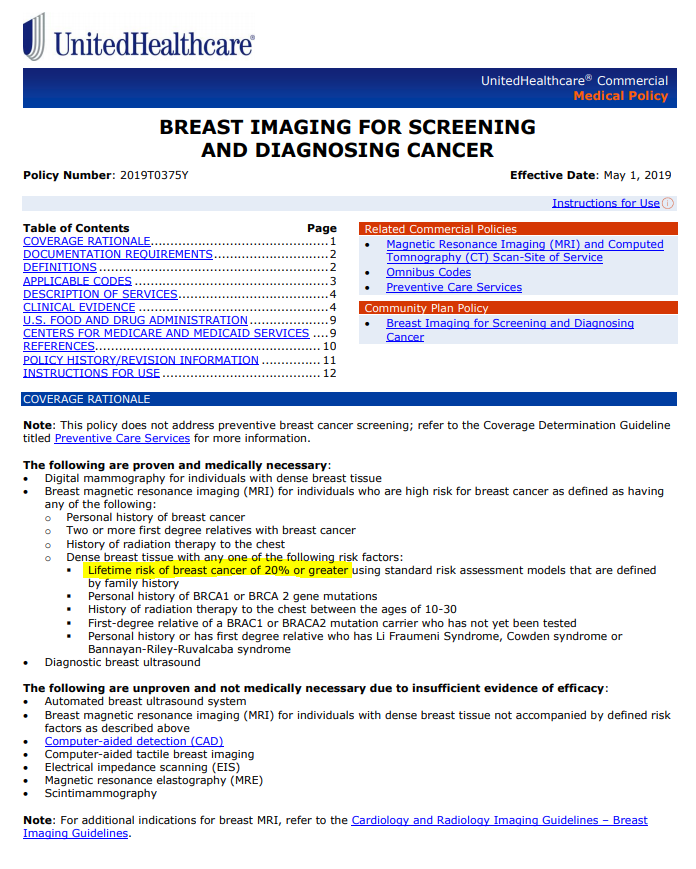 UnitedHealthcare®
UnitedHealthcare® Commercial
Medical Policy
BREAST IMAGING FOR SCREENING
AND DIAGNOSING CANCER
Policy Number: 2019T0375Y
Effective Date: May 1, 2019
Instructions for Use
Table of Contents Page
COVERAGE RATIONALE............................................. 1
DOCUMENTATION REQUIREMENTS............................. 2
DEFINITIONS .......................................................... 2
APPLICABLE CODES ................................................. 3
DESCRIPTION OF SERVICES..................................... 4
CLINICAL EVIDENCE ................................................ 4
U.S. FOOD AND DRUG ADMINISTRATION .................... 9
CENTERS FOR MEDICARE AND MEDICAID SERVICES .... 9
REFERENCES.......................................................... 10
POLICY HISTORY/REVISION INFORMATION ............... 11
INSTRUCTIONS FOR USE ......................................... 12
Related Commercial Policies
• Magnetic Resonance Imaging (MRI) and Computed
Tomnography (CT) Scan-Site of Service
• Omnibus Codes
• Preventive Care Services
Community Plan Policy
• Breast Imaging for Screening and Diagnosing
Cancer
COVERAGE RATIONALE
Note: This policy does not address preventive breast cancer screening; refer to the Coverage Determination Guideline
titled Preventive Care Services for more information.
The following are proven and medically necessary:
• Digital mammography for individuals with dense breast tissue
• Breast magnetic resonance imaging (MRI) for individuals who are high risk for breast cancer as defined as having
any of the following:
o Personal history of breast cancer
o Two or more first degree relatives with breast cancer
o History of radiation therapy to the chest
o Dense breast tissue with any one of the following risk factors:
▪ Lifetime risk of breast cancer of 20% or greater using standard risk assessment models that are defined
by family history
▪ Personal history of BRCA1 or BRCA 2 gene mutations
▪ History of radiation therapy to the chest between the ages of 10-30
▪ First-degree relative of a BRAC1 or BRACA2 mutation carrier who has not yet been tested
▪ Personal history or has first degree relative who has Li Fraumeni Syndrome, Cowden syndrome or
Bannayan-Riley-Ruvalcaba syndrome
• Diagnostic breast ultrasound
The following are unproven and not medically necessary due to insufficient evidence of efficacy:
• Automated breast ultrasound system
• Breast magnetic resonance imaging (MRI) for individuals with dense breast tissue not accompanied by defined risk
factors as described above
• Computer-aided detection (CAD)
• Computer-aided tactile breast imaging
• Electrical impedance scanning (EIS)
• Magnetic resonance elastography (MRE)
• Scintimammography
Note: For additional indications for breast MRI, refer to the Cardiology and Radiology Imaging Guidelines – Breast
Imaging Guidelines.